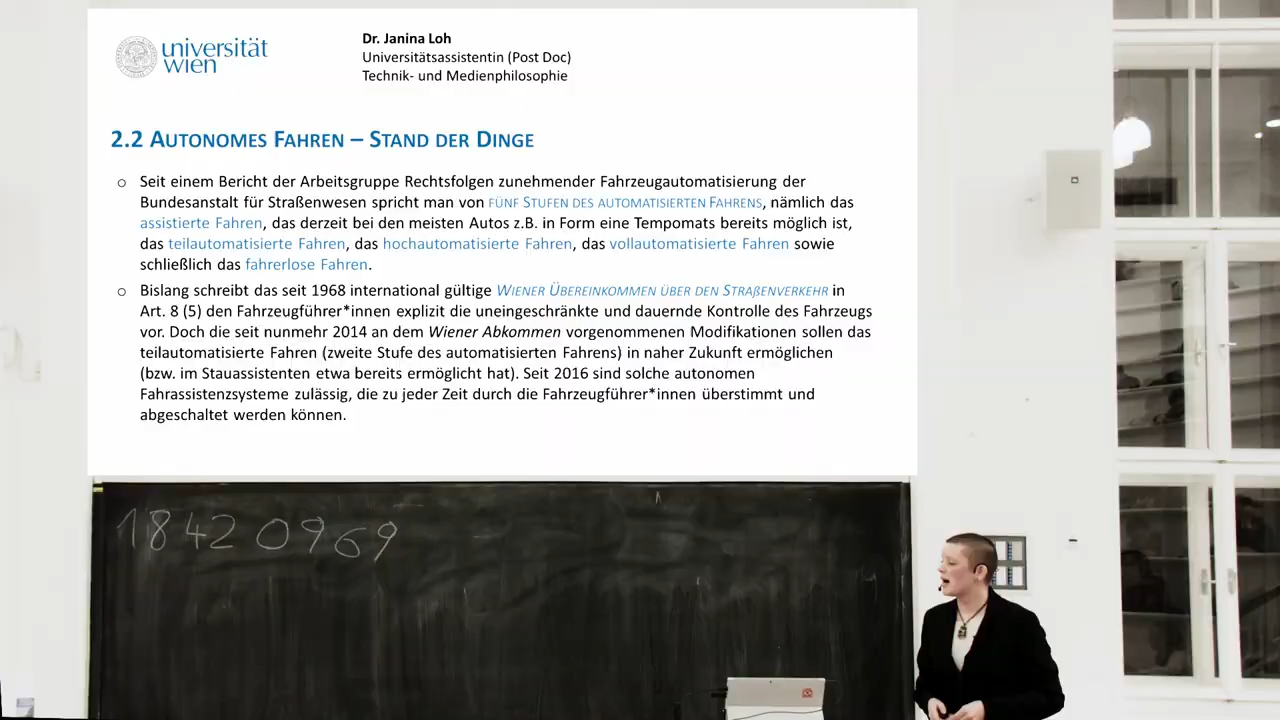 universität
wien
Dr. Janina Loh
Universitätsassistentin (Post Doc)
Technik- und Medienphilosophie
2.2 AUTONOMES FAHREN – STAND DER DINGE
○ Seit einem Bericht der Arbeitsgruppe Rechtsfolgen zunehmender Fahrzeugautomatisierung der
Bundesanstalt für Straßenwesen spricht man von FÜNF STUFEN DES AUTOMATISIERTEN FAHRENS, nämlich das
assistierte Fahren, das derzeit bei den meisten Autos z.B. in Form eine Tempomats bereits möglich ist,
das teilautomatisierte Fahren, das hochautomatisierte Fahren, das vollautomatisierte Fahren sowie
schließlich das fahrerlose Fahren.
○ Bislang schreibt das seit 1968 international gültige WIENER ÜBEREINKOMMEN ÜBER DEN STRAßENVERKEHR in
Art. 8 (5) den Fahrzeugführer*innen explizit die uneingeschränkte und dauernde Kontrolle des Fahrzeugs
vor. Doch die seit nunmehr 2014 an dem Wiener Abkommen vorgenommenen Modifikationen sollen das
teilautomatisierte Fahren (zweite Stufe des automatisierten Fahrens) in naher Zukunft ermöglichen
(bzw. im Stauassistenten etwa bereits ermöglicht hat). Seit 2016 sind solche autonomen
Fahrassistenzsysteme zulässig, die zu jeder Zeit durch die Fahrzeugführer*innen überstimmt und
abgeschaltet werden können.
18420969